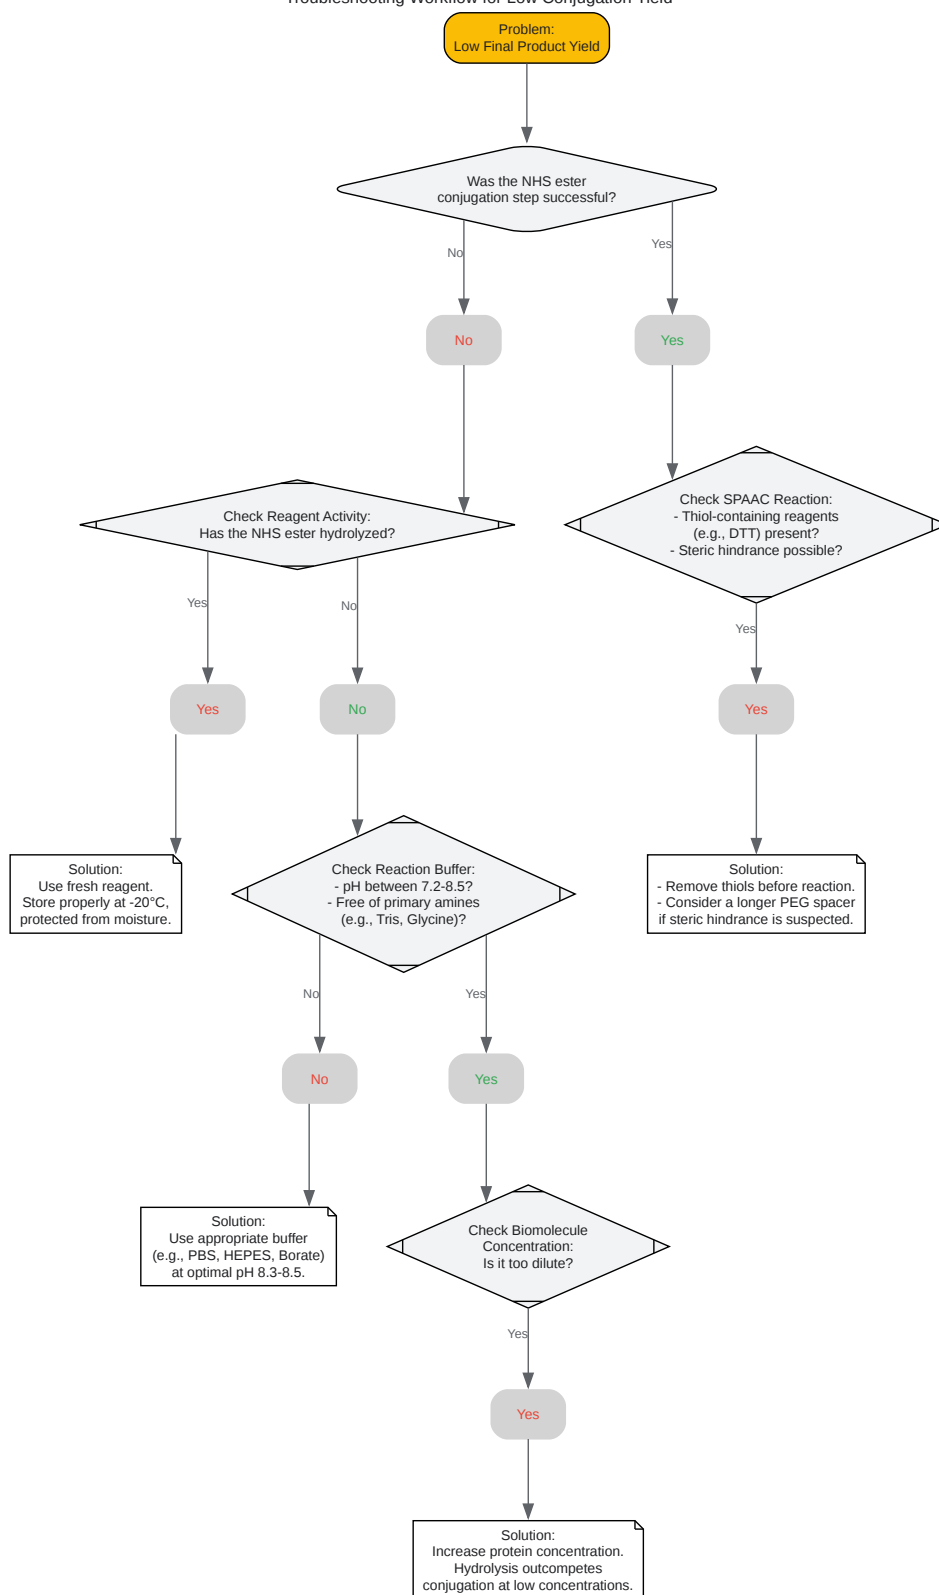 Troubleshooting Workflow for Low Conjugation Yield
Problem:
Low Final Product Yield
Was the NHS ester
conjugation step successful?
No
Yes
No
Yes
Check Reagent Activity:
Has the NHS ester hydrolyzed?
Check SPAAC Reaction:
- Thiol-containing reagents
(e.g., DTT) present?
- Steric hindrance possible?
Yes
No
Yes
Yes
No
Yes
Solution:
Use fresh reagent.
Store properly at -20°C,
protected from moisture.
Check Reaction Buffer:
- pH between 7.2-8.5?
- Free of primary amines
(e.g., Tris, Glycine)?
Solution:
- Remove thiols before reaction.
- Consider a longer PEG spacer
if steric hindrance is suspected.
No
Yes
No
Yes
Solution:
Use appropriate buffer
(e.g., PBS, HEPES, Borate)
at optimal pH 8.3-8.5.
Check Biomolecule
Concentration:
Is it too dilute?
Yes
Yes
Solution:
Increase protein concentration.
Hydrolysis outcompetes
conjugation at low concentrations.